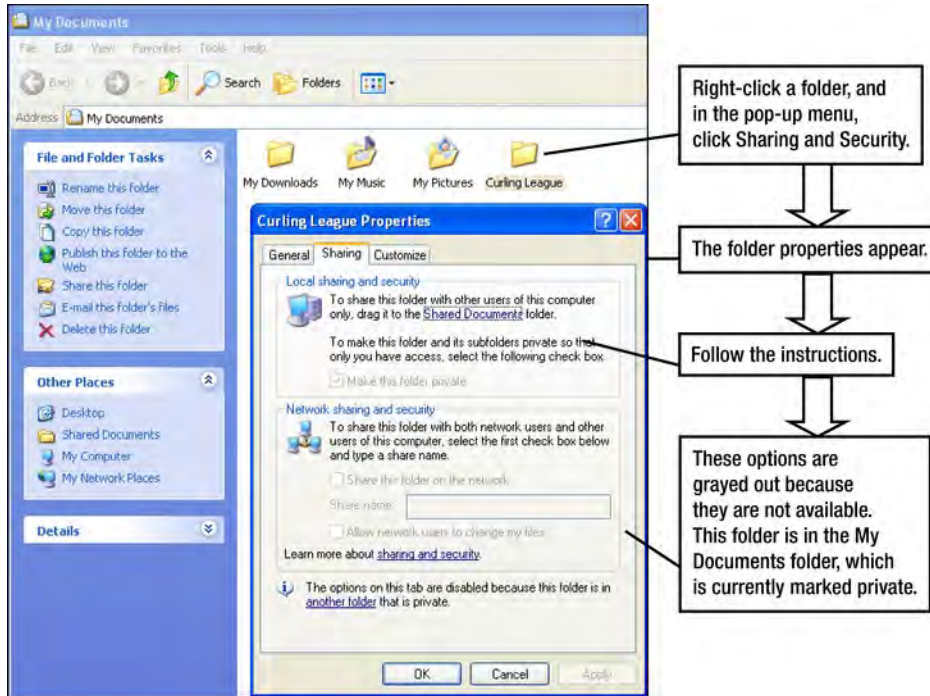 My Documents
File Edit View Favorites Tools Help
Back Search Folders
Address My Documents
File and Folder Tasks
Rename this folder
Move this folder
Copy this folder
Publish this folder to the
Web
Share this folder
E-mail this folder's files
Delete this folder
Other Places
Desktop
Shared Documents
My Computer
My Network Places
Details
My Downloads My Music My Pictures Curling League
Curling League Properties
General Sharing Customize
Local sharing and security
To share this folder with other users of this computer
only, drag it to the Shared Documents folder.
To make this folder and its subfolders private so that
only you have access, select the following check box.
Make this folder private
Network sharing and security
To share this folder with both network users and other
users of this computer, select the first check box below
and type a share name.
Share this folder on the network
Share name:
Allow network users to change my files
Learn more about sharing and security.
The options on this tab are disabled because this folder is in
another folder that is private.
OK Cancel Apply
Right-click a folder, and
in the pop-up menu,
click Sharing and Security.
The folder properties appear.
Follow the instructions.
These options are
grayed out because
they are not available.
This folder is in the My
Documents folder, which
is currently marked private.